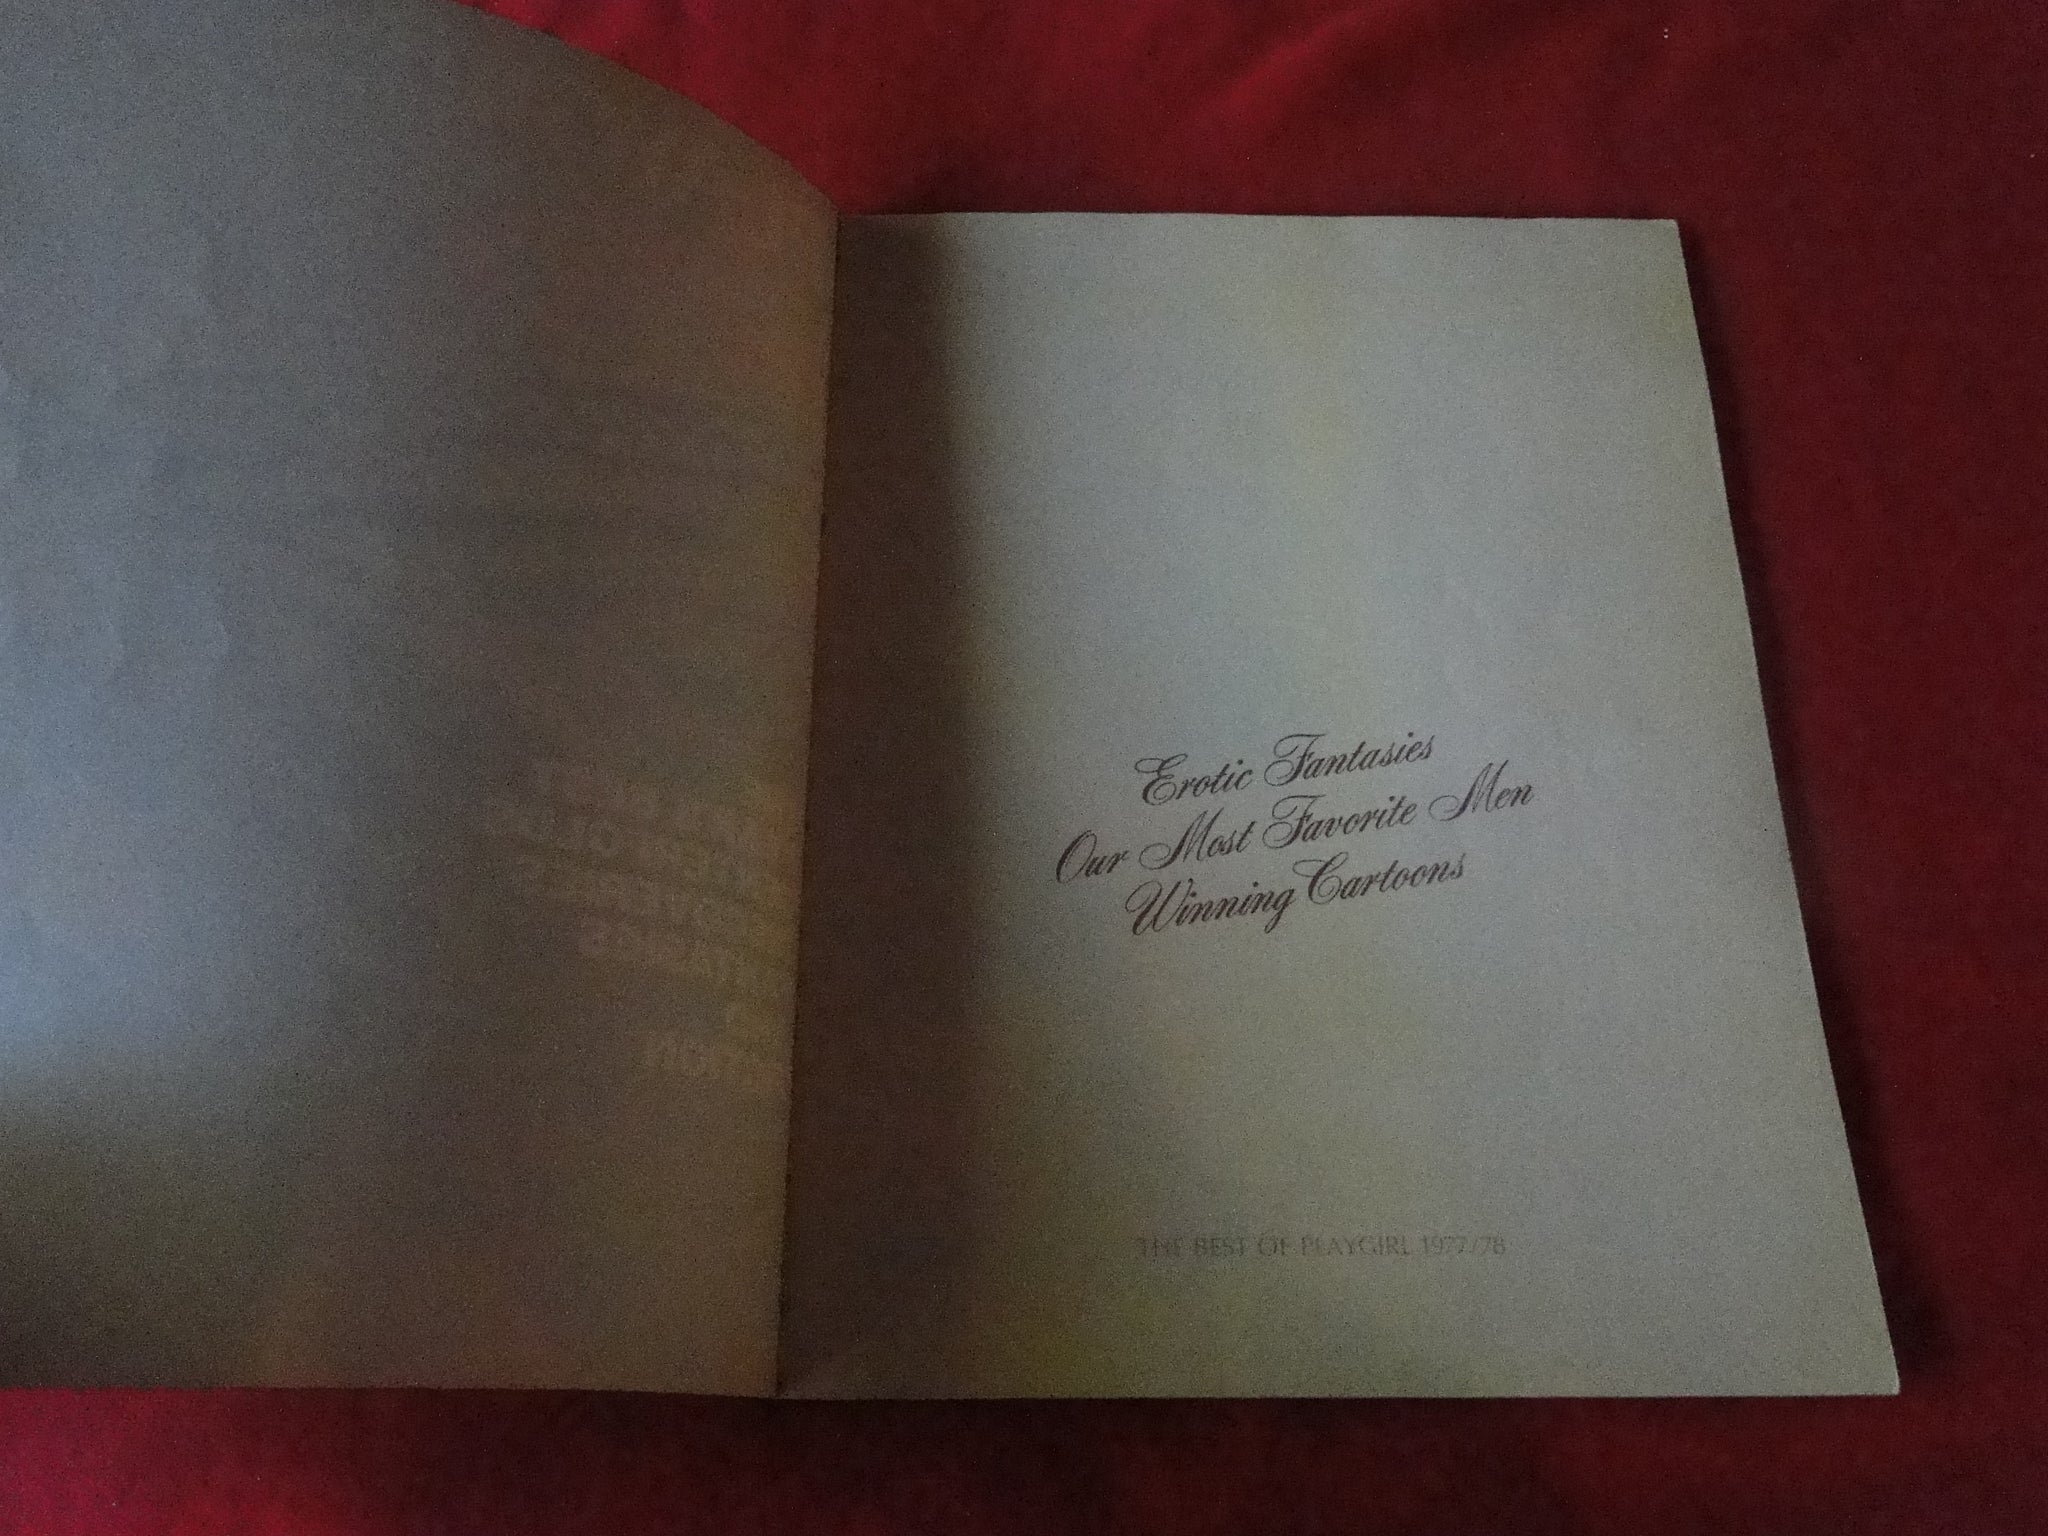 Erotic Fantasies
Our Most Favorite Men
Winning Cartoons
THE BEST OF PLAYGIRL 1977/78